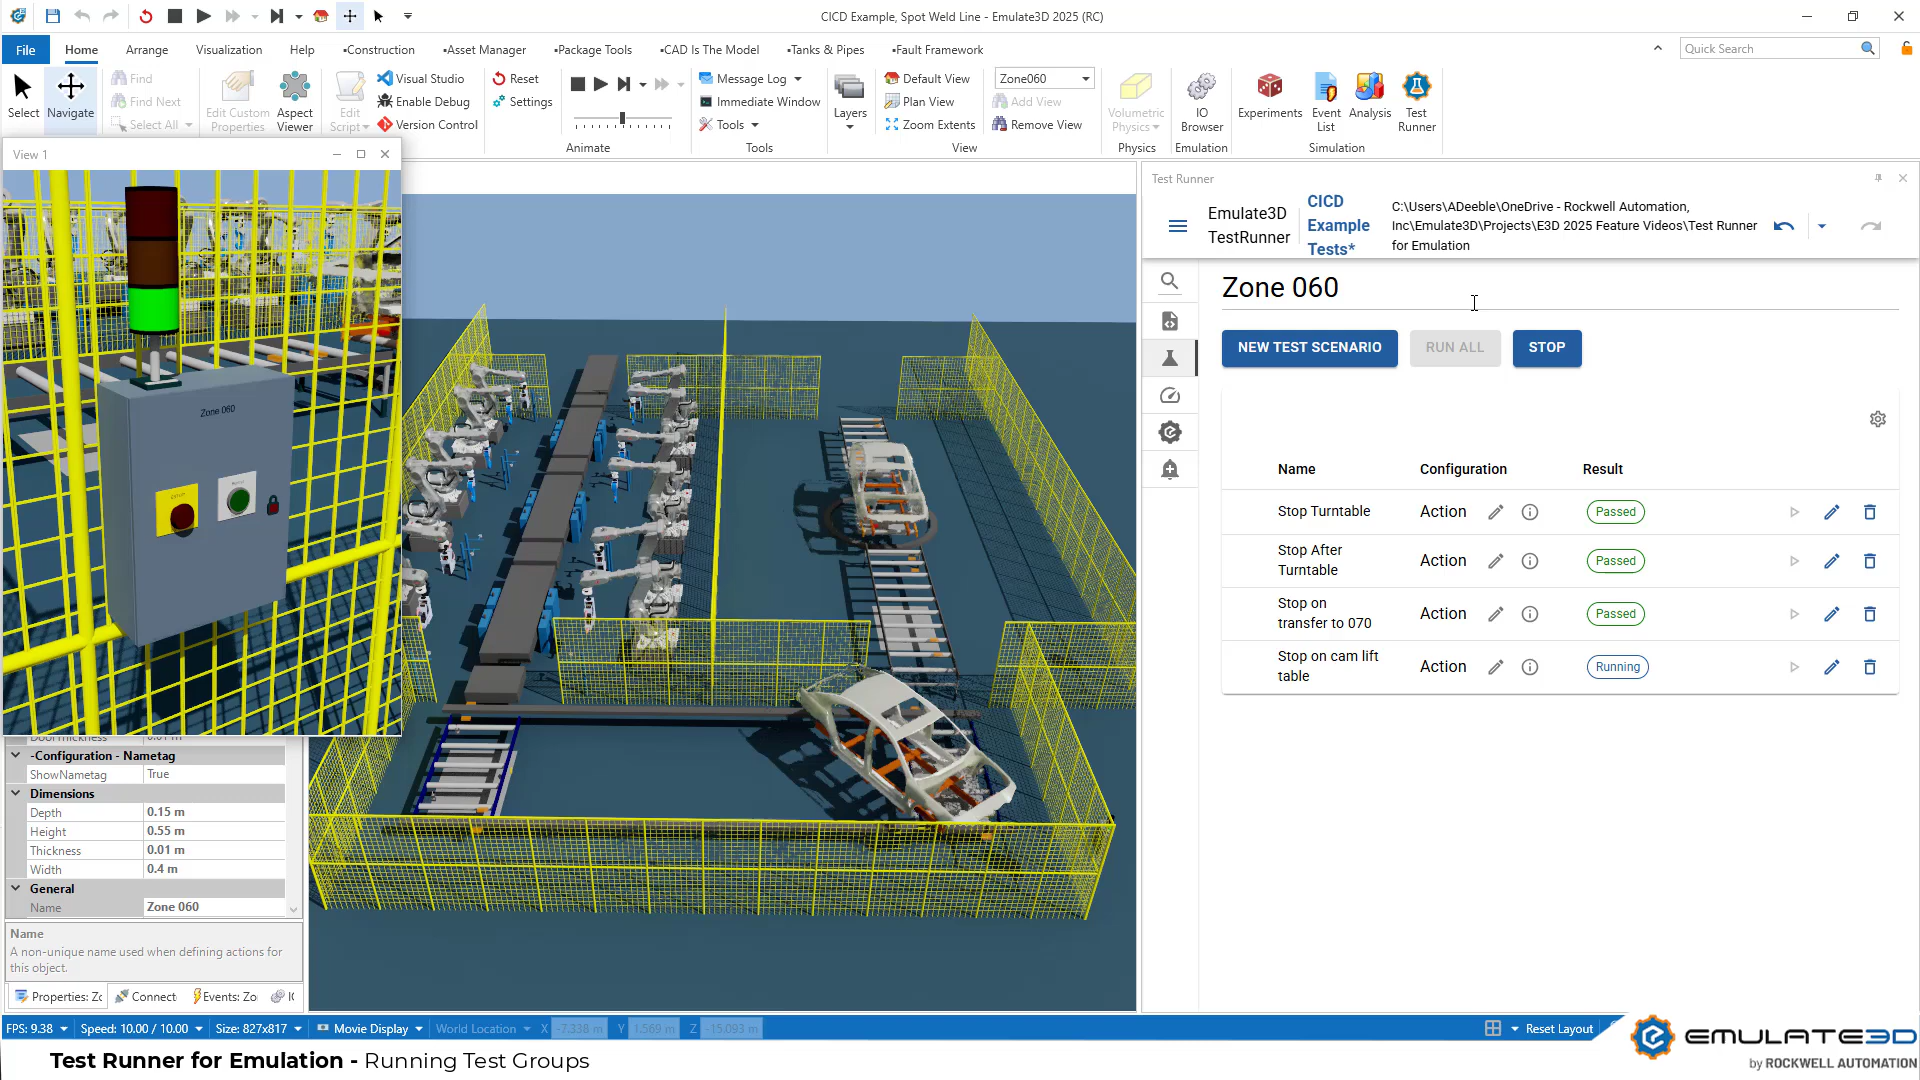 CICD Example, Spot Weld Line - Emulate3D 2025 (RC)
File
Home
Arrange
Visualization
Help
•Construction
•Asset Manager
•Package Tools
•CAD Is The Model
•Tanks & Pipes
•Fault Framework
Quick Search
Select
Navigate
Find
Find Next
Select All
Edit Custom
Properties
Aspect
Viewer
Edit
Script
Visual Studio
Enable Debug
Version Control
Reset
Settings
Animate
Message Log
Immediate Window
Tools
Tools
Layers
Default View
Plan View
Zoom Extents
Zone060
Add View
Remove View
View
Volumetric
Physics
Physics
IO
Browser
Emulation
Experiments
Event
List
Analysis
Test
Runner
Simulation
View 1
Zone 060
Test Runner
Emulate3D
TestRunner
CICD
Example
Tests*
C:\Users\ADeeble\OneDrive - Rockwell Automation,
Inc\Emulate3D\Projects\E3D 2025 Feature Videos\Test Runner
for Emulation
Zone 060
NEW TEST SCENARIO
RUN ALL
STOP
Name
Configuration
Result
Stop Turntable
Action
Passed
Stop After
Turntable
Action
Passed
Stop on
transfer to 070
Action
Passed
Stop on cam lift
table
Action
Running
-Configuration - Nametag
ShowNametag
True
Dimensions
Depth
0.15 m
Height
0.55 m
Thickness
0.01 m
Width
0.4 m
General
Name
Zone 060
Name
A non-unique name used when defining actions for
this object.
Properties: Zo
Connect
Events: Zo
FPS: 9.38
Speed: 10.00 / 10.00
Size: 827x817
Movie Display
World Location
X
-7.338 m
Y
1.569 m
Z
-15.093 m
Reset Layout
Test Runner for Emulation - Running Test Groups
EMULATE3D
by ROCKWELL AUTOMATION